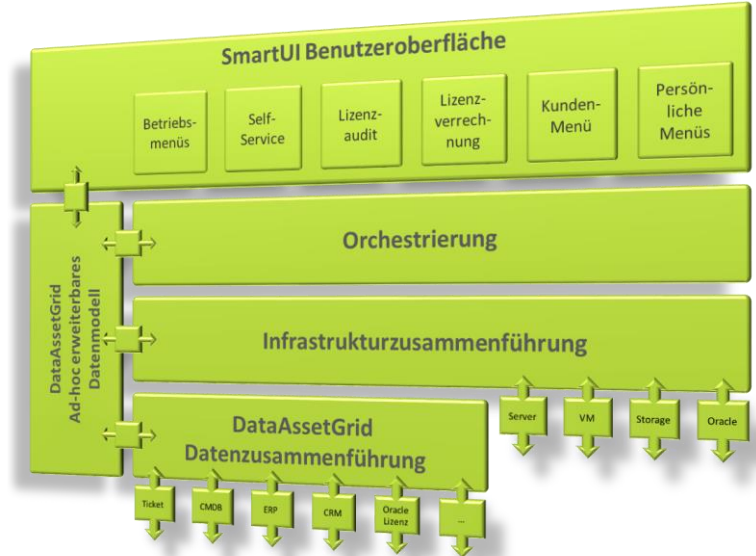 SmartUI Benutzeroberfläche
Betriebs-
menüs
Self-
Service
Lizenz-
audit
Lizenz-
verrech-
nung
Kunden-
Menü
Persön-
liche
Menüs
DataAssetGrid
Ad-hoc erweiterbares
Datenmodell
Orchestrierung
Infrastrukturzusammenführung
Server
VM
Storage
Oracle
DataAssetGrid
Datenzusammenführung
Ticket
CMDB
ERP
CRM
Oracle
Lizenz
...